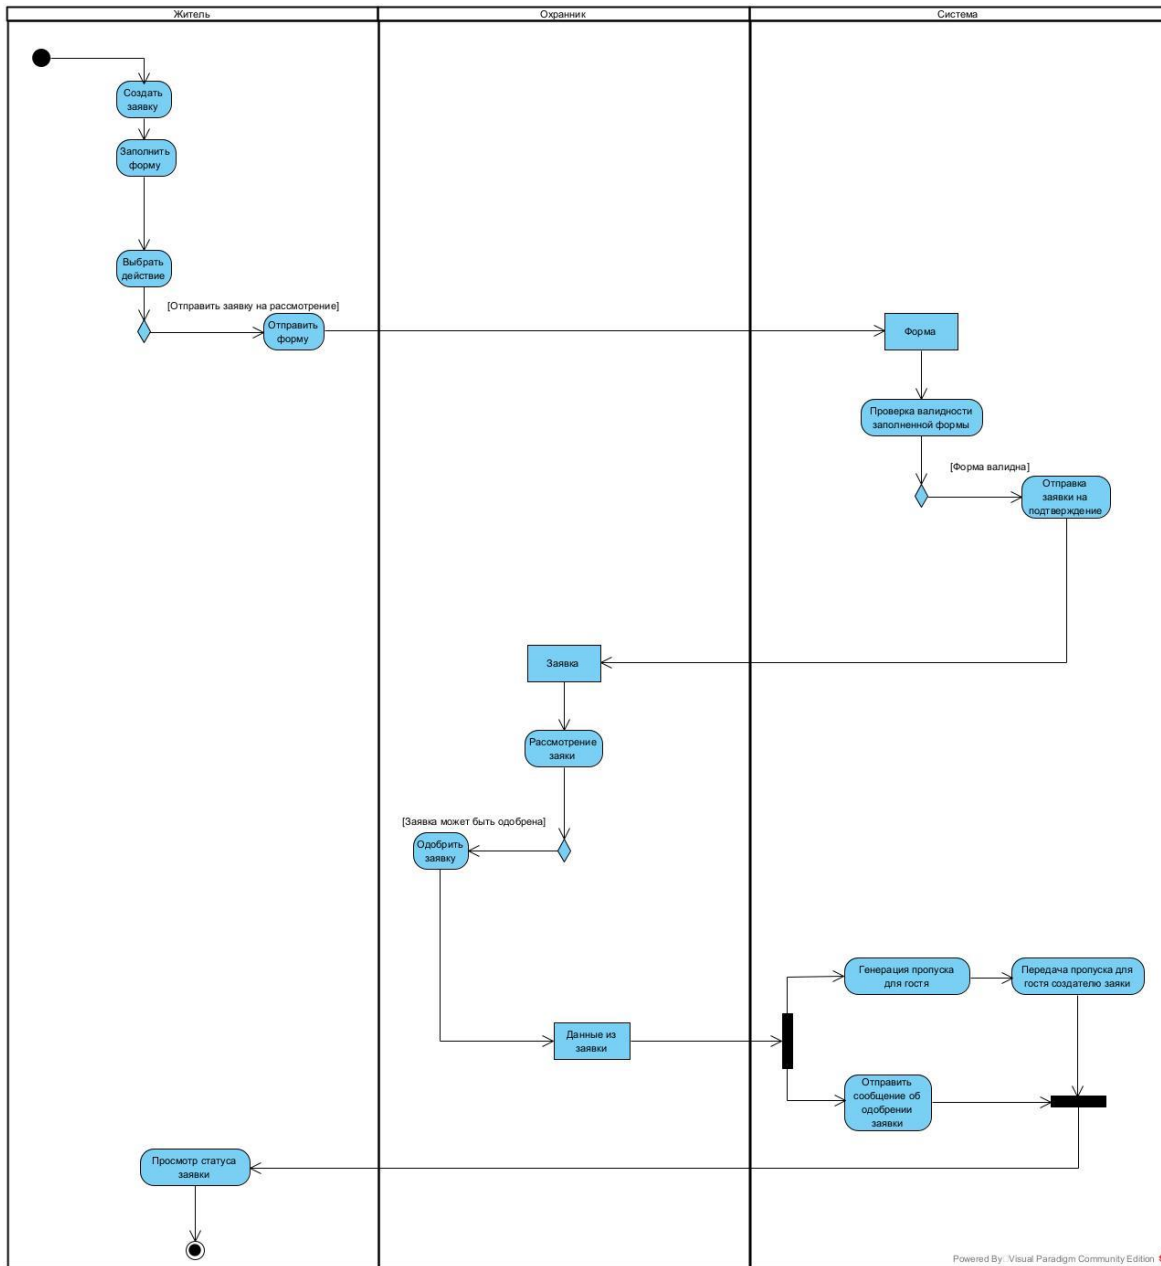 Житель
Охранник
Система
Создать
заявку
Заполнить
форму
Выбрать
действие
[Отправить заявку на рассмотрение]
Отправить
форму
Форма
Проверка валидности
заполненной формы
[Форма валидна]
Отправка
заявки на
подтверждение
Заявка
Рассмотрение
заяки
[Заявка может быть одобрена]
Одобрить
заявку
Генерация пропуска
для гостя
Передача пропуска для
гостя создателю заяки
Данные из
заявки
Отправить
сообщение об
одобрении
заявки
Просмотр статуса
заявки
Powered By Visual Paradigm Community Edition